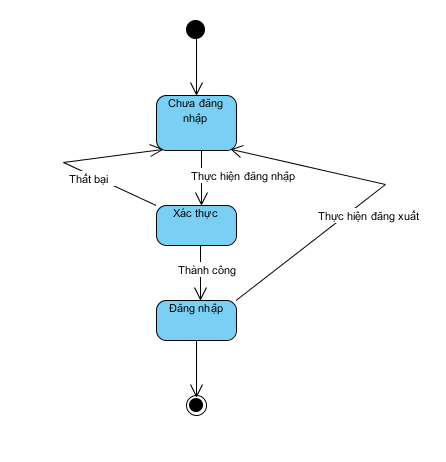 Chưa đăng
nhập
Thất bại
Thực hiện đăng nhập
Xác thực
Thực hiện đăng xuất
Thành công
Đăng nhập